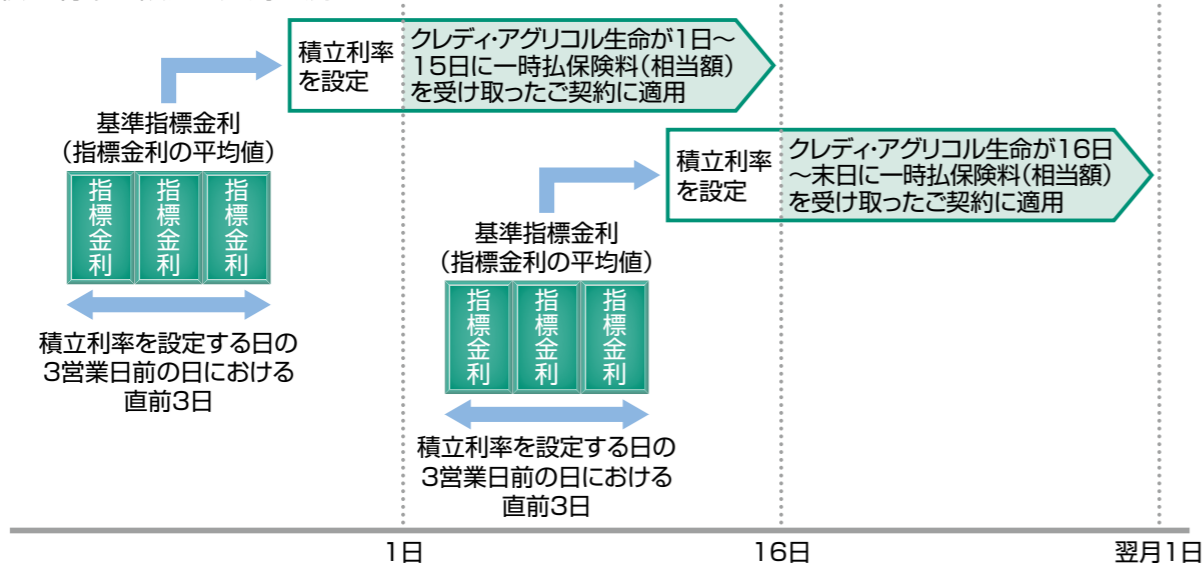 積立利率
を設定
クレディ・アグリコル生命が1日～
15日に一時払保険料（相当額）
を受け取ったご契約に適用
基準指標金利
（指標金利の平均値）
指標金利
指標金利
指標金利
積立利率を設定する日の
3営業日前の日における
直前3日
積立利率
を設定
クレディ・アグリコル生命が16日
～末日に一時払保険料（相当額）
を受け取ったご契約に適用
基準指標金利
（指標金利の平均値）
指標金利
指標金利
指標金利
積立利率を設定する日の
3営業日前の日における
直前3日
1日
16日
翌月1日